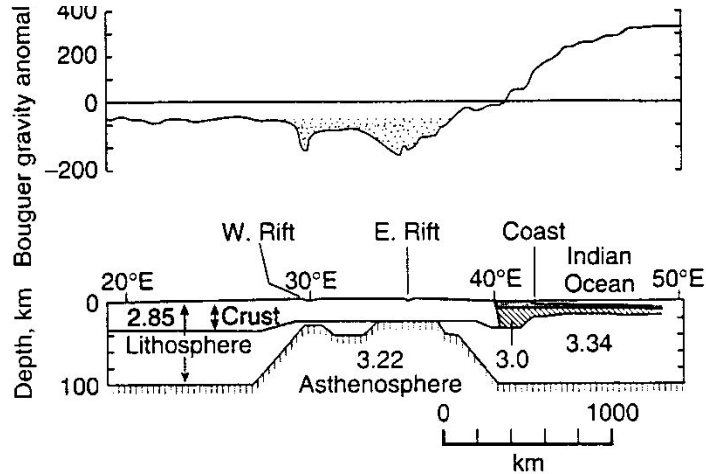 400
200
0
−200
Bouguer gravity anomal
W. Rift
E. Rift
Coast
Indian
Ocean
20°E
30°E
40°E
50°E
0
100
Depth, km
2.85
Crust
Lithosphere
3.22
3.0
3.34
Asthenosphere
0
1000
km